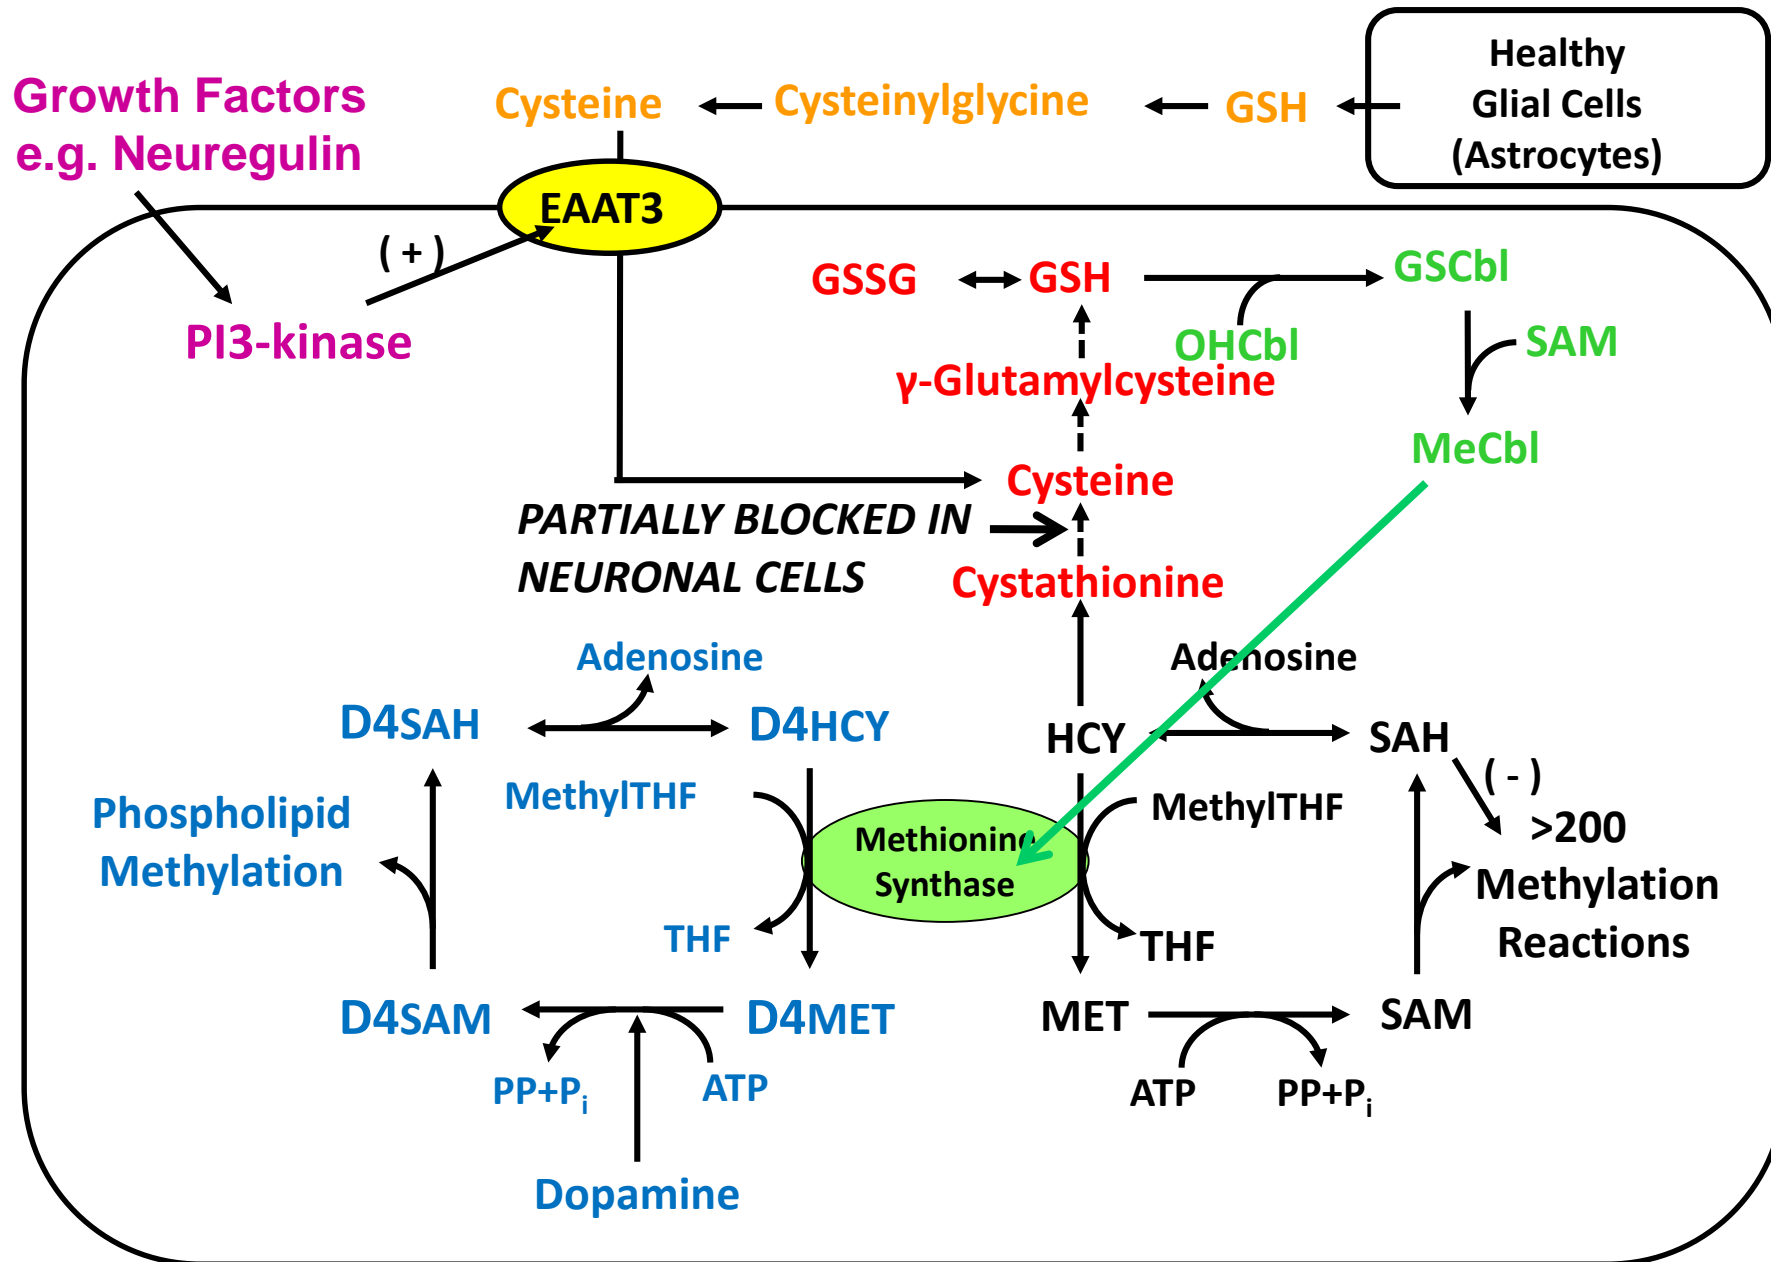 Healthy
Glial Cells
(Astrocytes)
Growth Factors
e.g. Neuregulin
Cysteine
Cysteinylglycine
GSH
EAAT3
( + )
PI3-kinase
GSSG
GSH
GSCbl
OHCbl
SAM
γ-Glutamylcysteine
MeCbl
Cysteine
PARTIALLY BLOCKED IN
NEURONAL CELLS
Cystathionine
Adenosine
Adenosine
D4SAH
D4HCY
HCY
SAH
( - )
MethylTHF
MethylTHF
Phospholipid
Methylation
Methionine
Synthase
>200
Methylation
Reactions
THF
THF
D4SAM
D4MET
MET
SAM
PP+Pi
ATP
ATP
PP+Pi
Dopamine